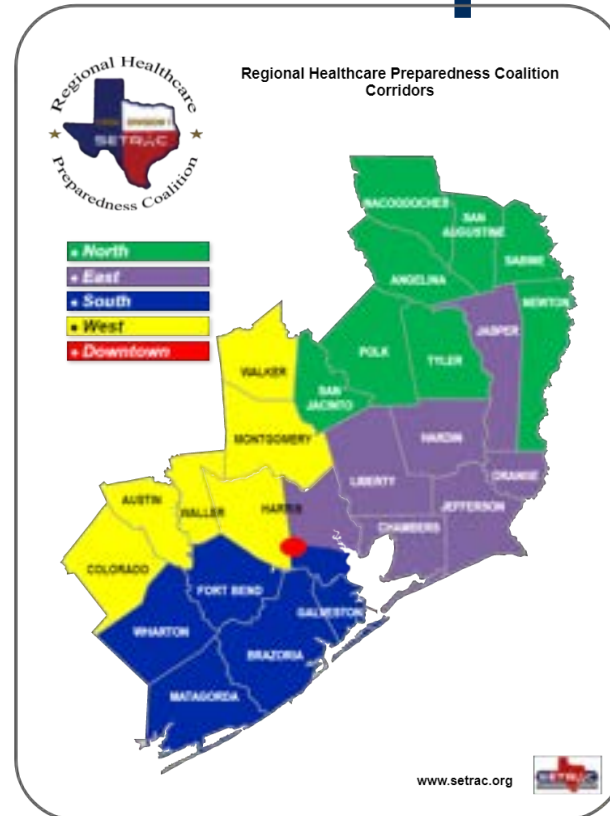 Regional Healthcare Preparedness Coalition
Corridors
Regional Healthcare
SETRAC
Preparedness Coalition
• North
• East
• South
• West
• Downtown
NACOGDOCHES
SAN
AUGUSTINE
SABINE
ANGELINA
NEWTON
JASPER
POLK
TYLER
WALKER
SAN
JACINTO
MONTGOMERY
HARDIN
ORANGE
LIBERTY
JEFFERSON
AUSTIN
WALLER
HARRIS
CHAMBERS
COLORADO
FORT BEND
GALVESTON
WHARTON
BRAZORIA
MATAGORDA
www.setrac.org
SETRAC